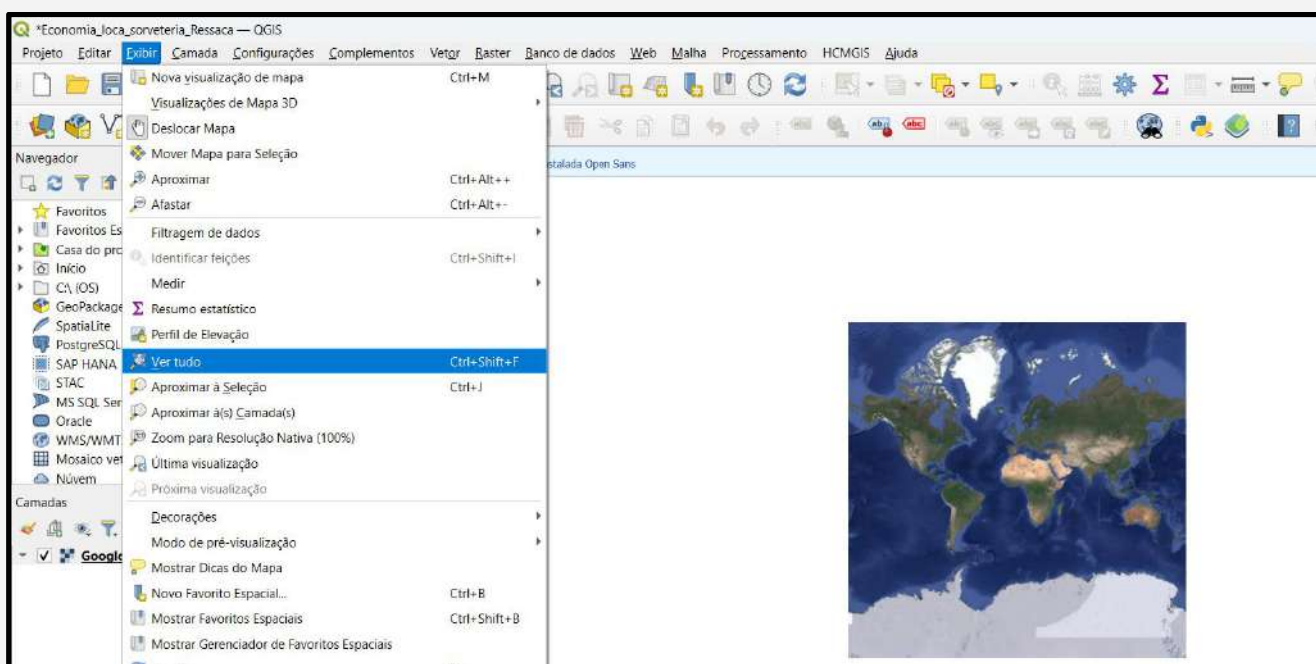 *Economia_loca_sorveteria_Ressaca — QGIS
Projeto Editar Exibir Camada Configurações Complementos Vetor Raster Banco de dados Web Malha Processamento HCMGIS Ajuda
Nova visualização de mapa Ctrl+M
Visualizações de Mapa 3D
Deslocar Mapa
Mover Mapa para Seleção
Aproximar Ctrl+Alt++
Afastar Ctrl+Alt+-
Filtragem de dados
Identificar feições Ctrl+Shift+I
Medir
Resumo estatístico
Perfil de Elevação
Ver tudo Ctrl+Shift+F
Aproximar à Seleção Ctrl+J
Aproximar à(s) Camada(s)
Zoom para Resolução Nativa (100%)
Última visualização
Próxima visualização
Decorações
Modo de pré-visualização
Mostrar Dicas do Mapa
Novo Favorito Espacial... Ctrl+B
Mostrar Favoritos Espaciais Ctrl+Shift+B
Mostrar Gerenciador de Favoritos Espaciais
stalada Open Sans
Navegador
Favoritos
Favoritos Es
Casa do pro
Início
C:\ (OS)
GeoPackage
SpatiaLite
PostgreSQL
SAP HANA
STAC
MS SQL Ser
Oracle
WMS/WMT
Mosaico vet
Núvem
Camadas
Google